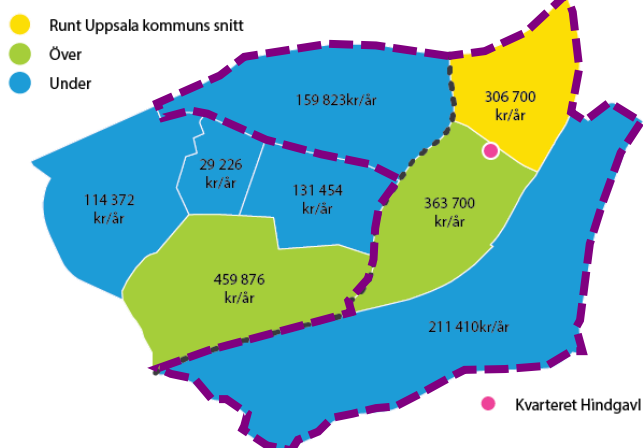 Runt Uppsala kommuns snitt
Över
Under
159 823kr/år
306 700
kr/år
29 226
kr/år
131 454
kr/år
114 372
kr/år
363 700
kr/år
459 876
kr/år
211 410kr/år
Kvarteret Hindgavl